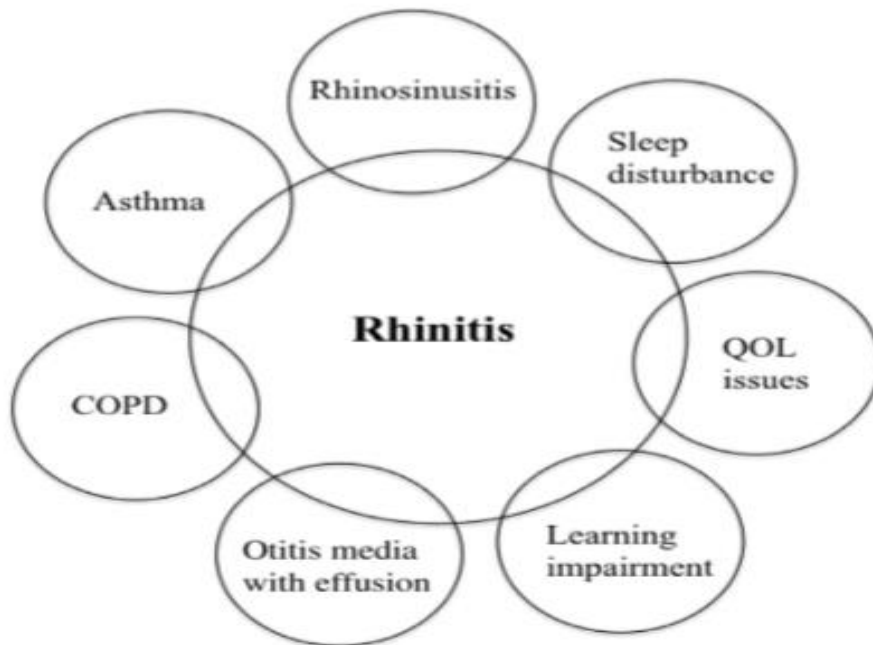 Rhinosinusitis
Sleep
disturbance
Asthma
Rhinitis
QOL
issues
COPD
Learning
impairment
Otitis media
with effusion